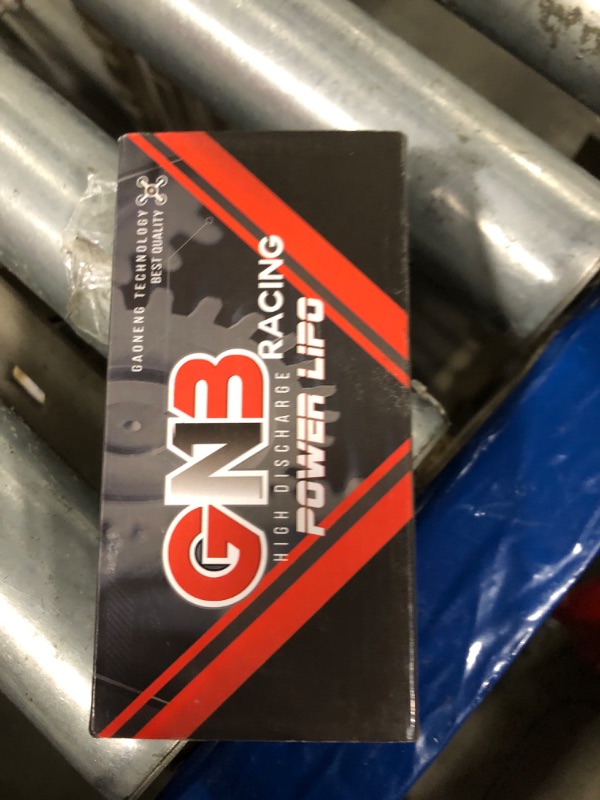 GAONENG TECHNOLOGY
BEST QUALITY
GNB
RACING
HIGH DISCHARGE
POWER LIPO